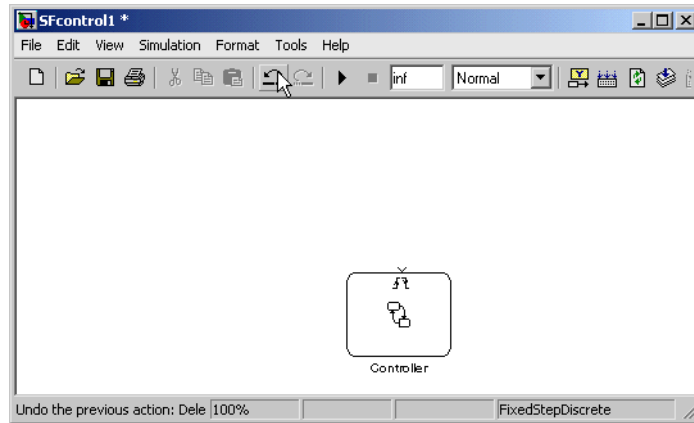 SFcontrol1 *
File Edit View Simulation Format Tools Help
inf Normal
Controller
Undo the previous action: Dele 100% FixedStepDiscrete